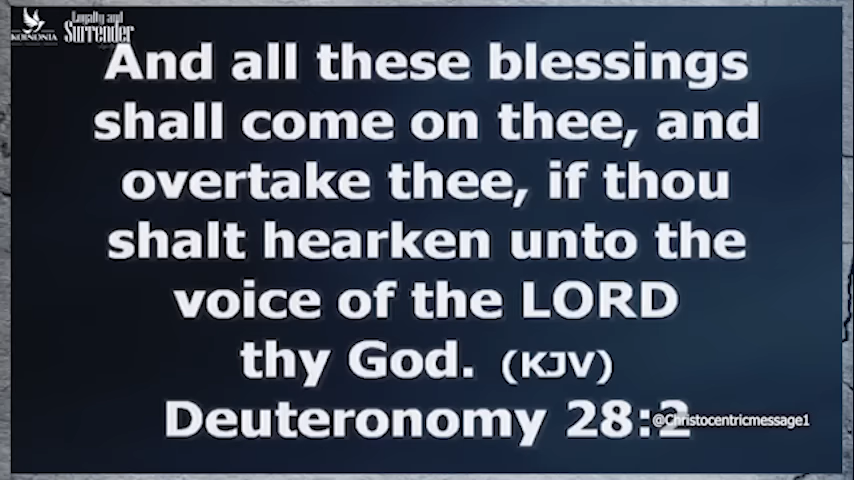 KOINONIA
Loyalty and
Surrender
And all these blessings
shall come on thee, and
overtake thee, if thou
shalt hearken unto the
voice of the LORD
thy God. (KJV)
Deuteronomy 28:2
@Christocentricmessage1